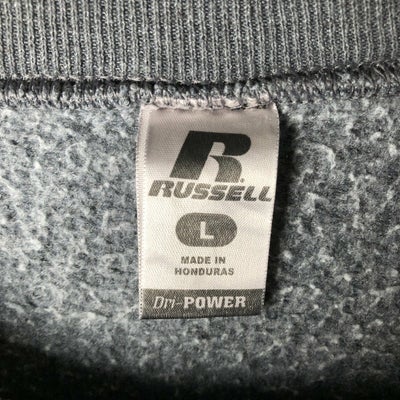 R
RUSSELL
L
MADE IN
HONDURAS
Dri-POWER